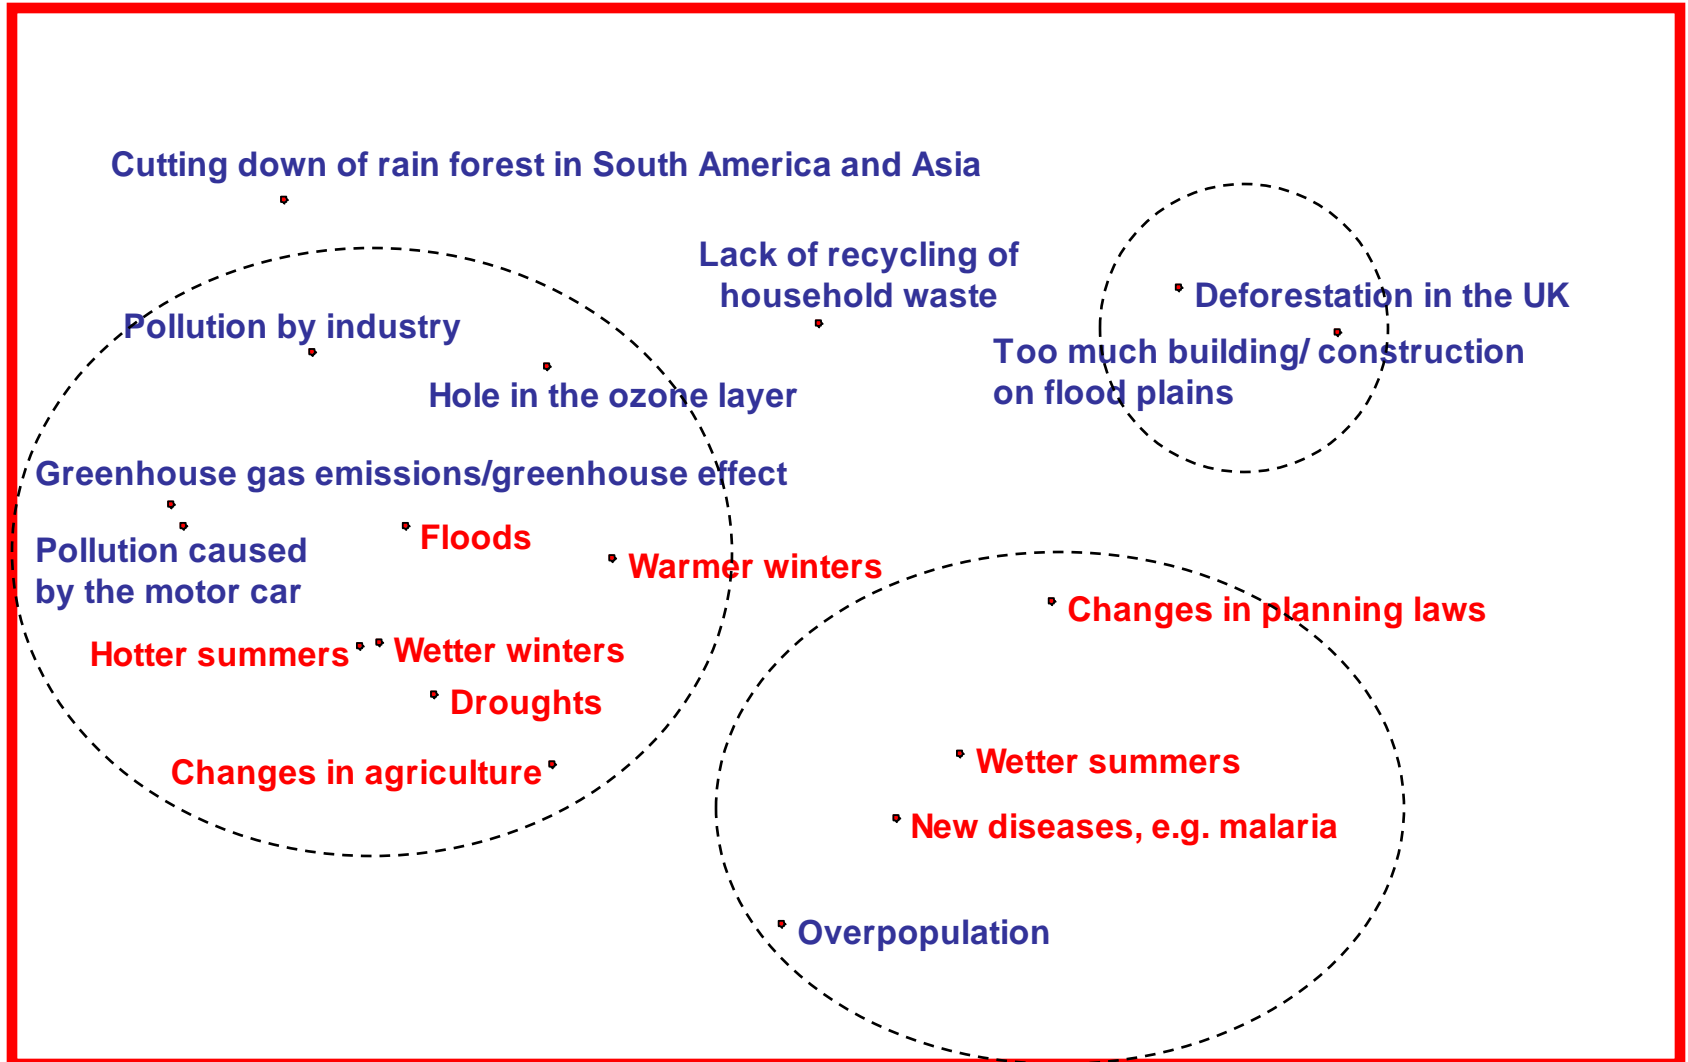 Cutting down of rain forest in South America and Asia
Lack of recycling of
household waste
Deforestation in the UK
Pollution by industry
Too much building/ construction
on flood plains
Hole in the ozone layer
Greenhouse gas emissions/greenhouse effect
Floods
Pollution caused
by the motor car
Warmer winters
Changes in planning laws
Hotter summers
Wetter winters
Droughts
Changes in agriculture
Wetter summers
New diseases, e.g. malaria
Overpopulation